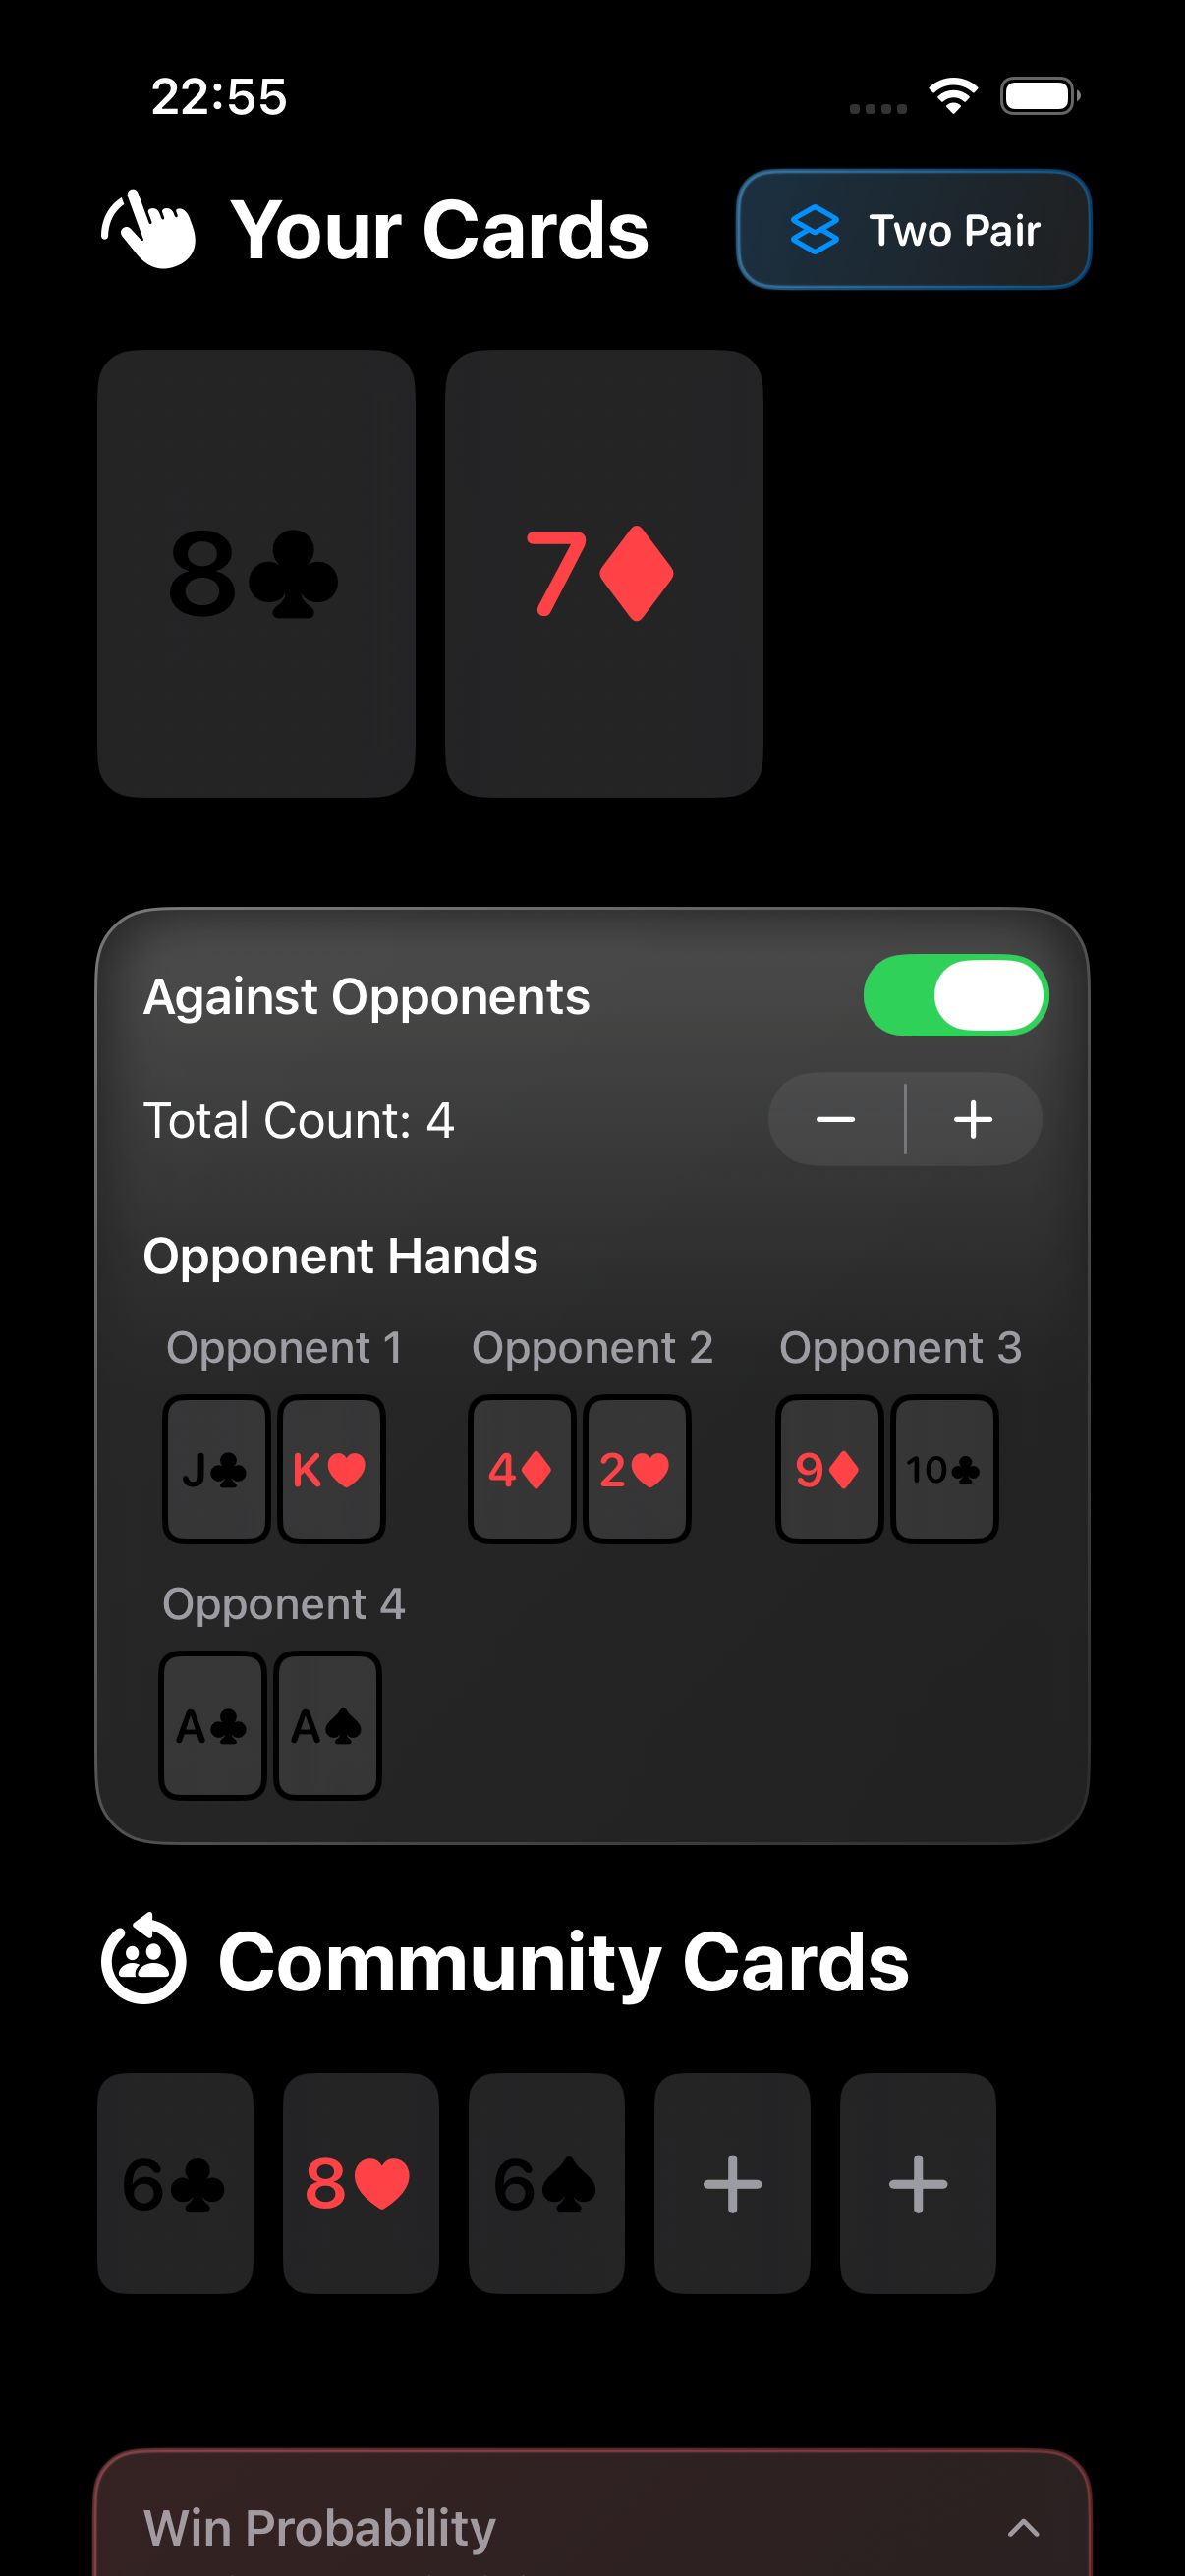 22:55
Your Cards
Two Pair
8♣ 7♦
Against Opponents
Total Count: 4
Opponent Hands
Opponent 1 Opponent 2 Opponent 3
J♣ K♥ 4♦ 2♥ 9♦ 10♣
Opponent 4
A♣ A♠
Community Cards
6♣ 8♥ 6♠ + +
Win Probability